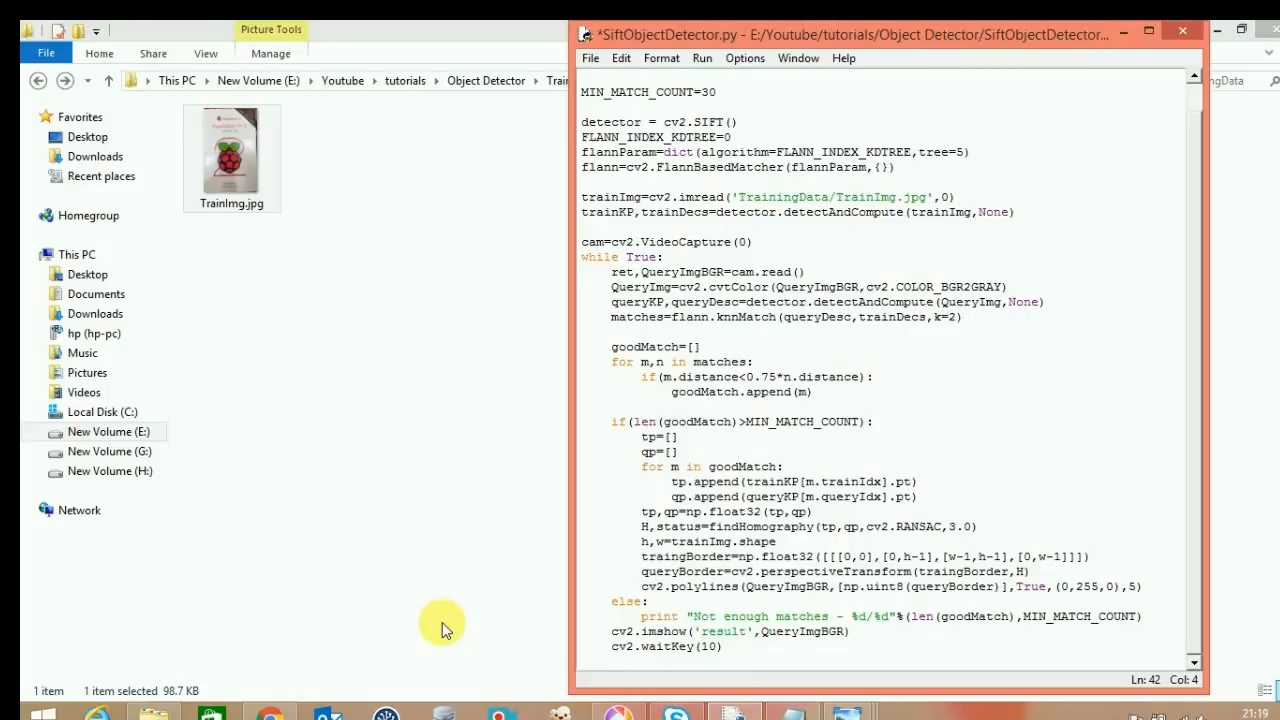 Picture Tools
File
Home
Share
View
Manage
This PC
New Volume (E:)
Youtube
tutorials
Object Detector
Favorites
Desktop
Downloads
Recent places
Homegroup
This PC
Desktop
Documents
Downloads
hp (hp-pc)
Music
Pictures
Videos
Local Disk (C:)
New Volume (E:)
New Volume (G:)
New Volume (H:)
Network
TrainImg.jpg
1 item
1 item selected 98.7 KB
*SiftObjectDetector.py - E:/Youtube/tutorials/Object Detector/SiftObjectDetector...
File Edit Format Run Options Window Help
MIN_MATCH_COUNT=30
detector = cv2.SIFT()
FLANN_INDEX_KDTREE=0
flannParam=dict(algorithm=FLANN_INDEX_KDTREE,tree=5)
flann=cv2.FlannBasedMatcher(flannParam,{})
trainImg=cv2.imread('TrainingData/TrainImg.jpg',0)
trainKP,trainDecs=detector.detectAndCompute(trainImg,None)
cam=cv2.VideoCapture(0)
while True:
    ret,QueryImgBGR=cam.read()
    QueryImg=cv2.cvtColor(QueryImgBGR,cv2.COLOR_BGR2GRAY)
    queryKP,queryDesc=detector.detectAndCompute(QueryImg,None)
    matches=flann.knnMatch(queryDesc,trainDecs,k=2)
    goodMatch=[]
    for m,n in matches:
        if(m.distance<0.75*n.distance):
            goodMatch.append(m)
    if(len(goodMatch)>MIN_MATCH_COUNT):
        tp=[]
        qp=[]
        for m in goodMatch:
            tp.append(trainKP[m.trainIdx].pt)
            qp.append(queryKP[m.queryIdx].pt)
        tp,qp=np.float32(tp,qp)
        H,status=findHomography(tp,qp,cv2.RANSAC,3.0)
        h,w=trainImg.shape
        traingBorder=np.float32([[[0,0],[0,h-1],[w-1,h-1],[0,w-1]]])
        queryBorder=cv2.perspectiveTransform(traingBorder,H)
        cv2.polylines(QueryImgBGR,[np.uint8(queryBorder)],True,(0,255,0),5)
    else:
        print "Not enough matches - %d/%d"%(len(goodMatch),MIN_MATCH_COUNT)
    cv2.imshow('result',QueryImgBGR)
    cv2.waitKey(10)
Ln: 42 Col: 4
21:19